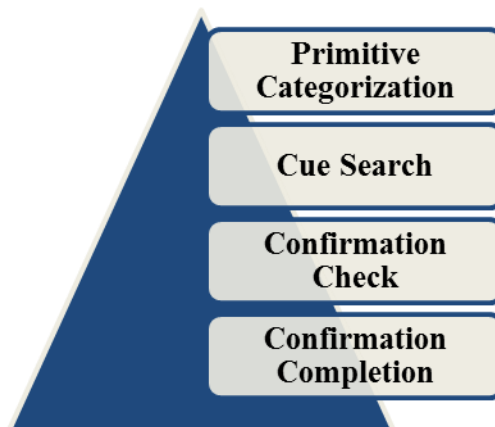 Primitive
Categorization
Cue Search
Confirmation
Check
Confirmation
Completion